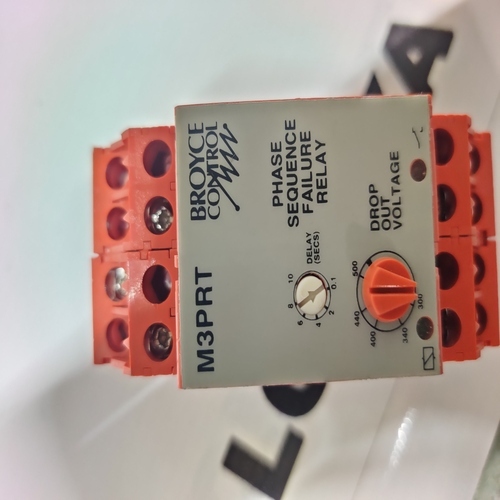 BROYCE
CONTROL
PHASE
SEQUENCE
FAILURE
RELAY
DROP
OUT
VOLTAGE
DELAY
(SECS)
10
0.1
8
2
6
4
500
300
440
340
400
M3PRT